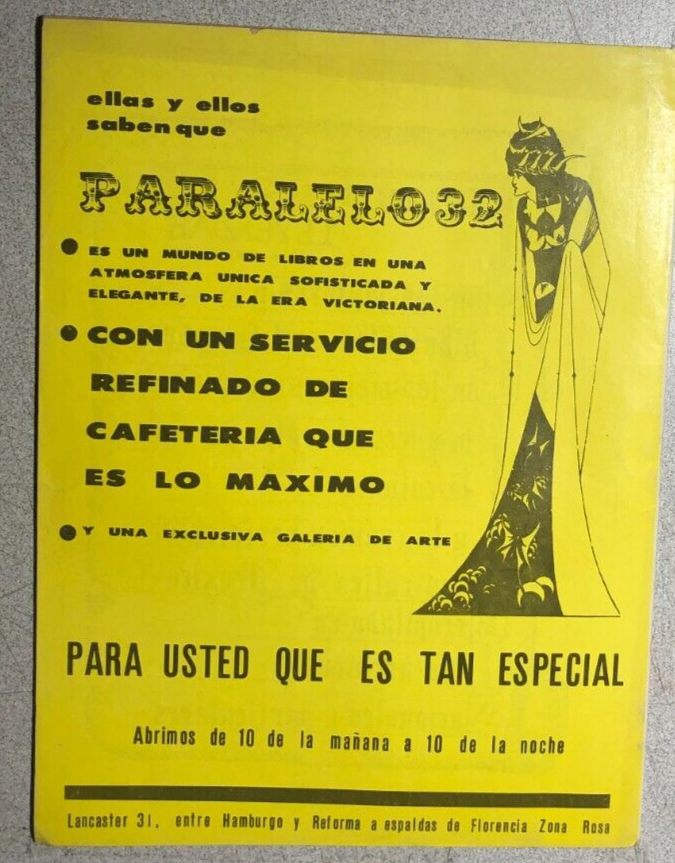 ellas y ellos
saben que
PARALELO32
● ES UN MUNDO DE LIBROS EN UNA
ATMOSFERA UNICA SOFISTICADA Y
ELEGANTE, DE LA ERA VICTORIANA.
● CON UN SERVICIO
REFINADO DE
CAFETERIA QUE
ES LO MAXIMO
● Y UNA EXCLUSIVA GALERIA DE ARTE
PARA USTED QUE ES TAN ESPECIAL
Abrimos de 10 de la mañana a 10 de la noche
Lancaster 31, entre Hamburgo y Reforma a espaldas de Florencia Zona Rosa